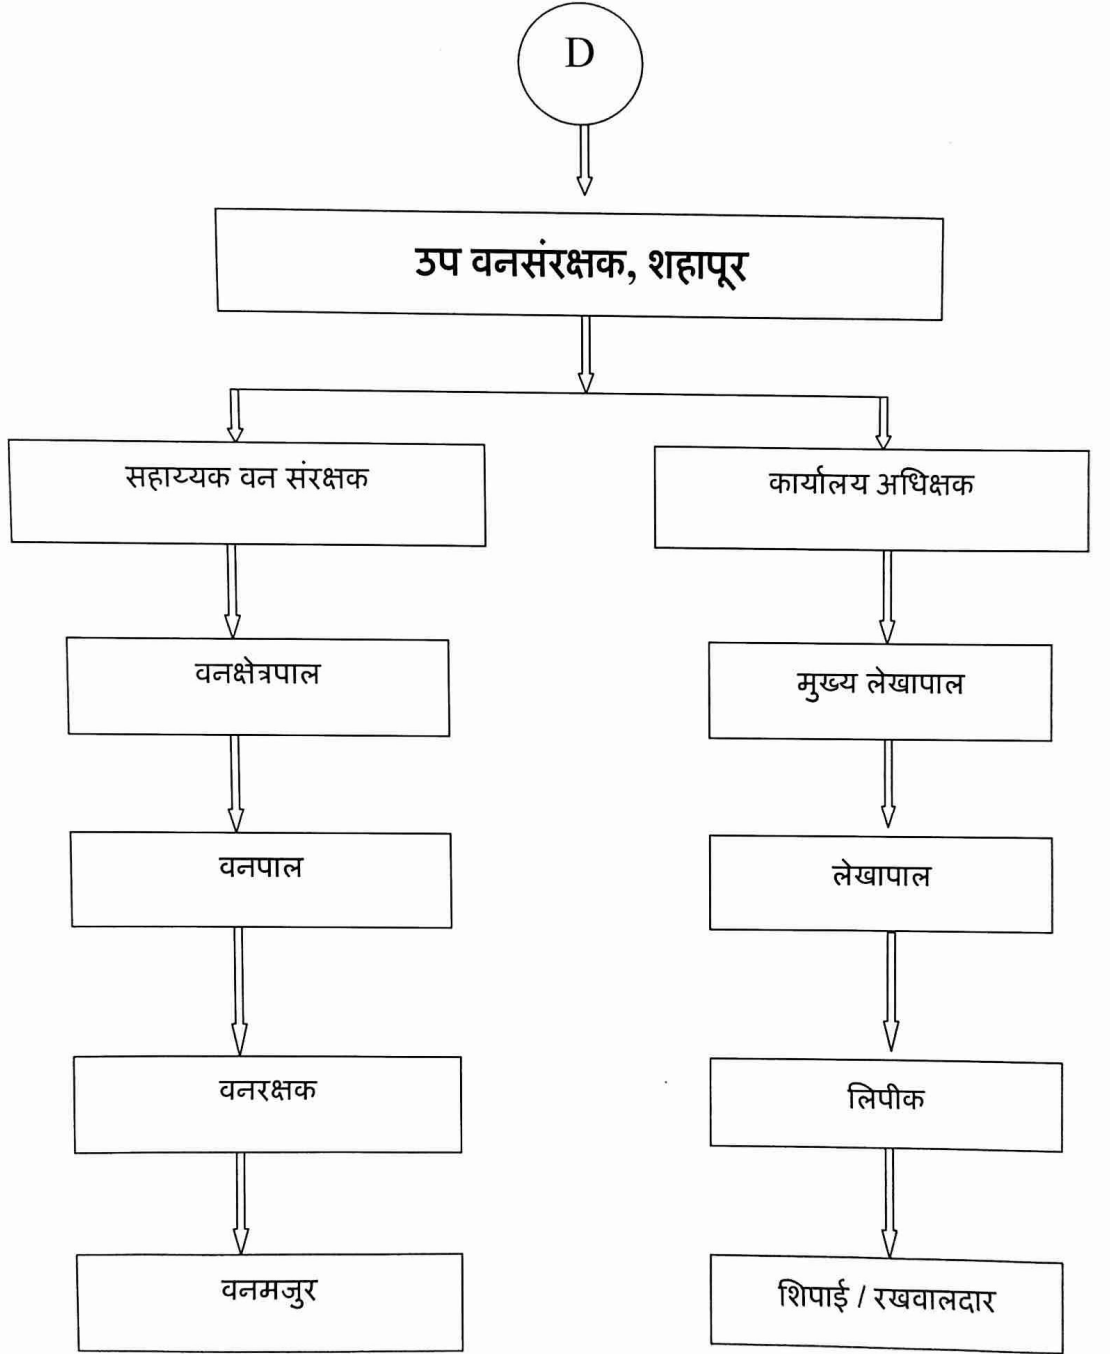 D
उप वनसंरक्षक, शहापूर
सहाय्यक वन संरक्षक
कार्यालय अधिक्षक
वनक्षेत्रपाल
मुख्य लेखापाल
वनपाल
लेखापाल
वनरक्षक
लिपीक
वनमजुर
शिपाई / रखवालदार